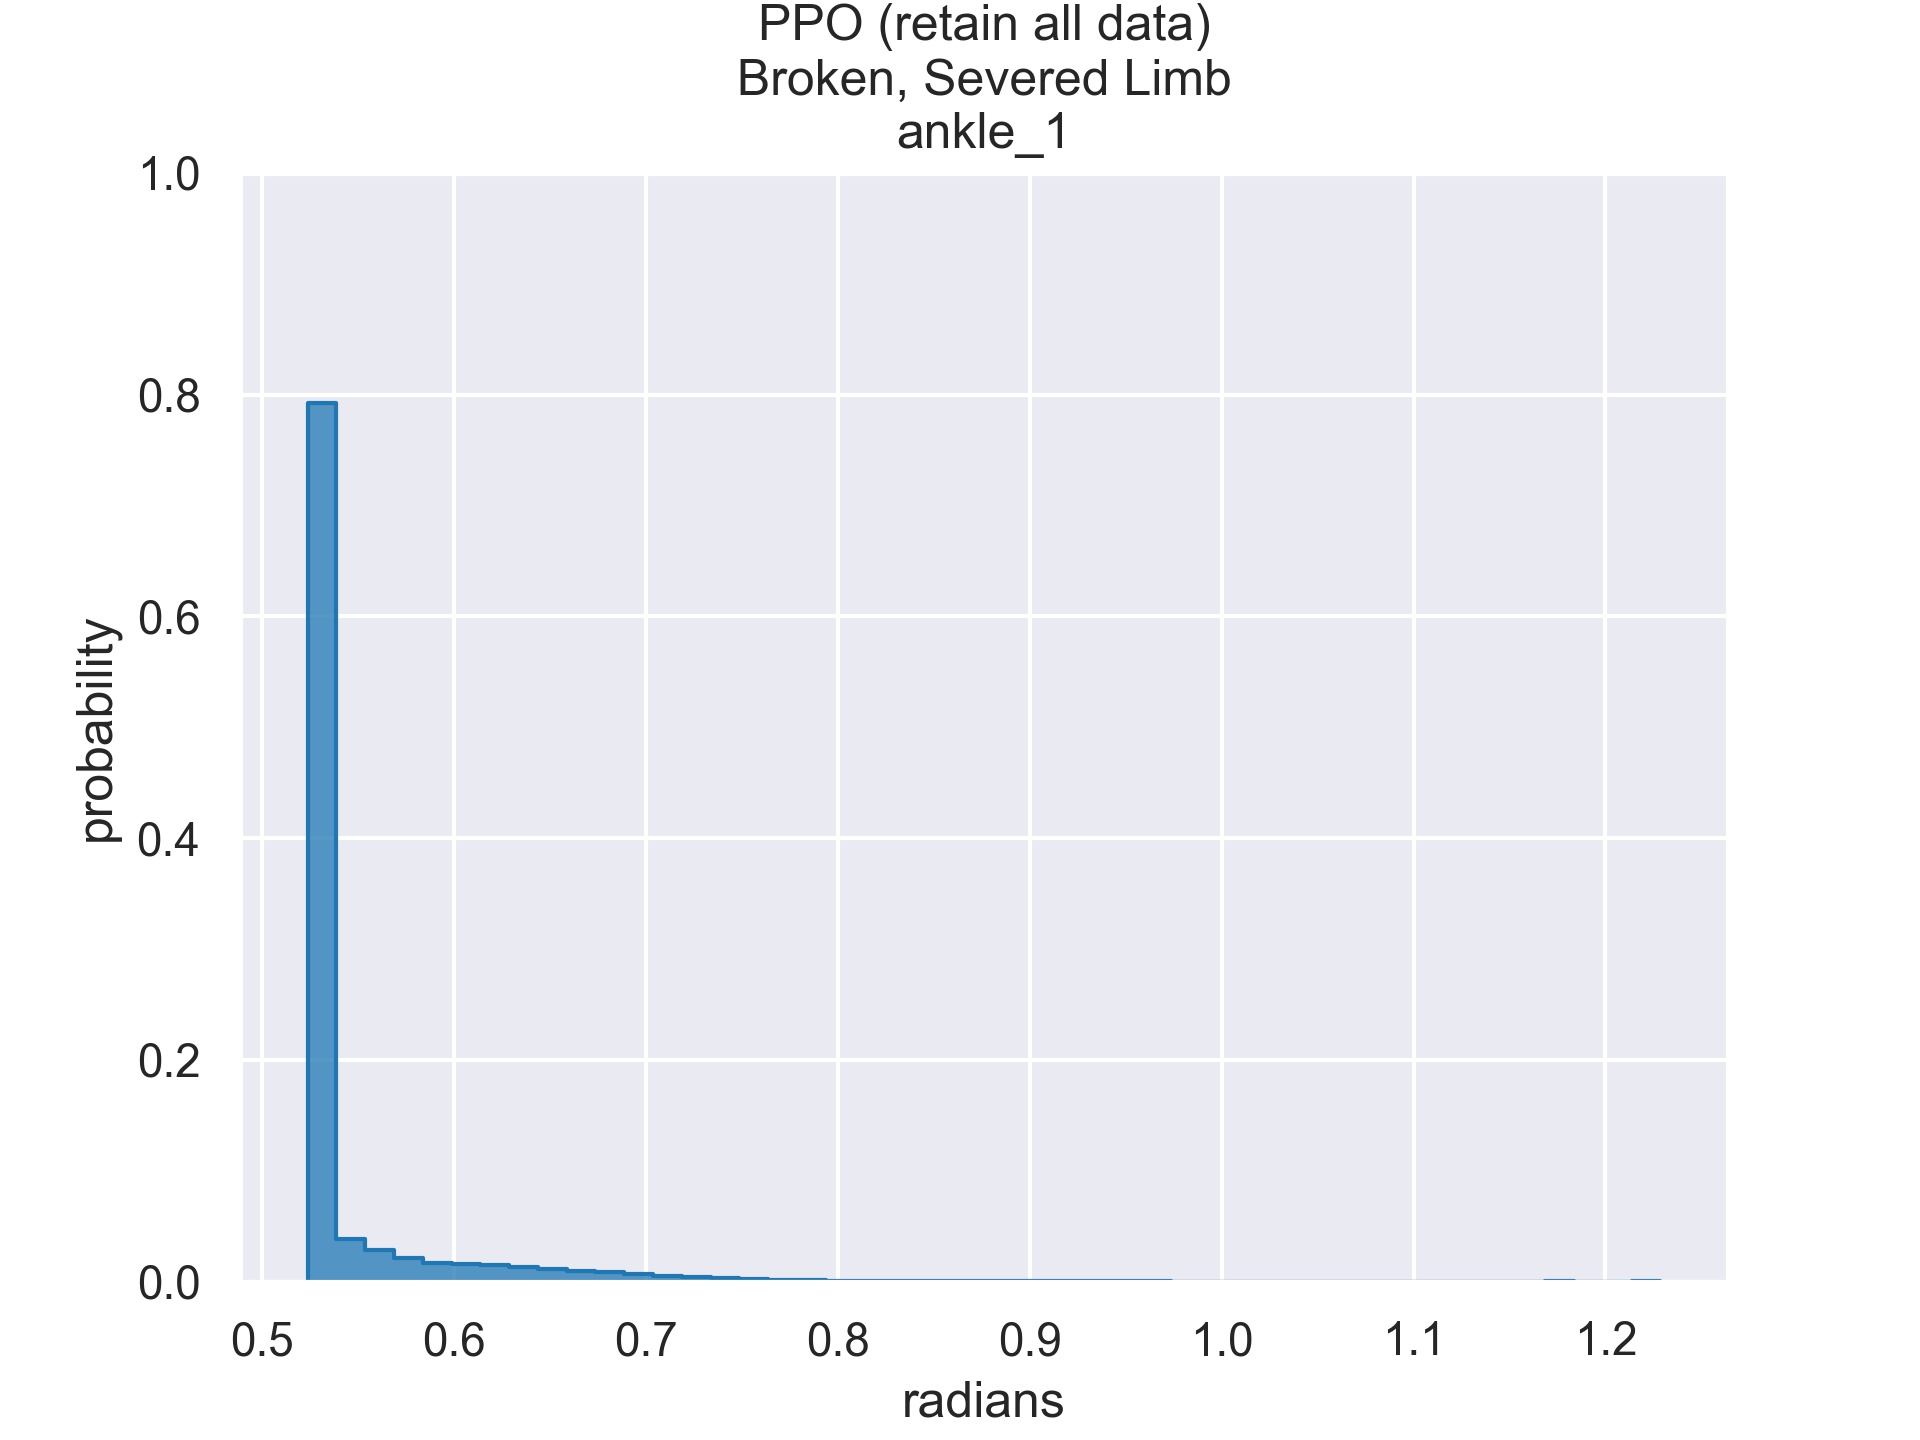 PPO (retain all data)
Broken, Severed Limb
ankle_1
1.0
0.8
0.6
0.4
0.2
0.0
probability
0.5 0.6 0.7 0.8 0.9 1.0 1.1 1.2
radians